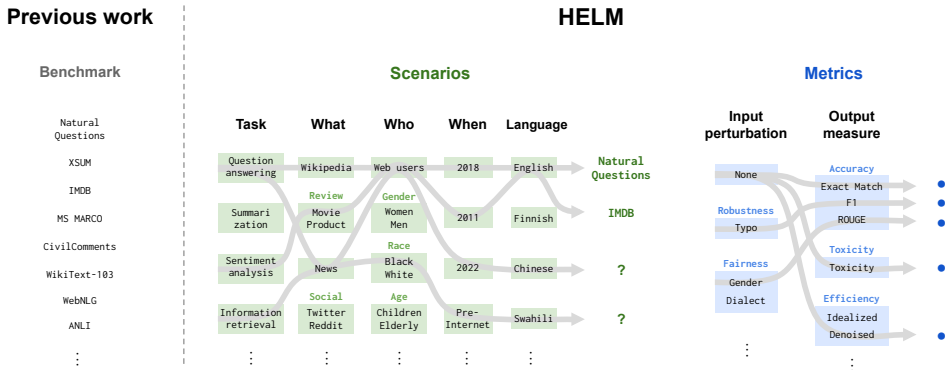 Previous work
HELM
Benchmark
Scenarios
Metrics
Natural
Questions
XSUM
IMDB
MS MARCO
CivilComments
WikiText-103
WebNLG
ANLI
⋮
Task
What
Who
When
Language
Question
answering
Wikipedia
Web users
2018
English
Natural
Questions
Review
Gender
Summari
zation
Movie
Product
Women
Men
2011
Finnish
IMDB
Race
Sentiment
analysis
News
Black
White
2022
Chinese
?
Social
Age
Information
retrieval
Twitter
Reddit
Children
Elderly
Pre-
Internet
Swahili
?
⋮ ⋮ ⋮ ⋮ ⋮
Input
perturbation
Output
measure
None
Robustness
Typo
Fairness
Gender
Dialect
⋮
Accuracy
Exact Match
F1
ROUGE
Toxicity
Toxicity
Efficiency
Idealized
Denoised
⋮